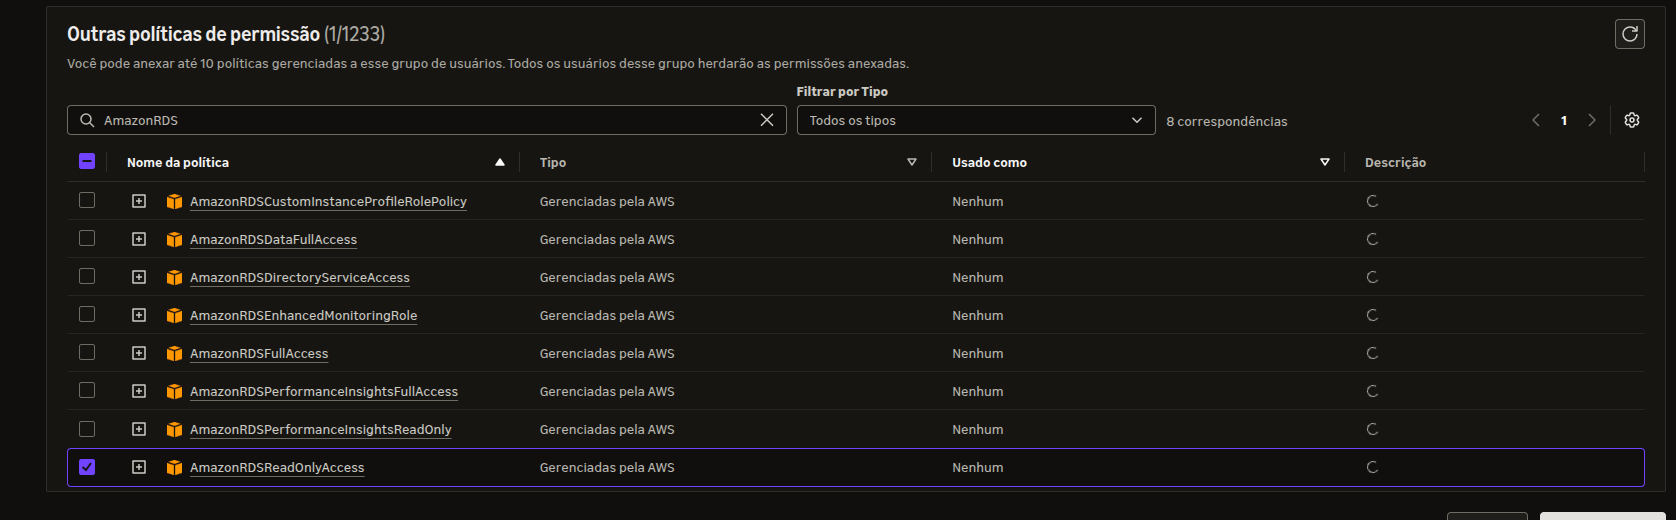 Outras políticas de permissão (1/1233)
Você pode anexar até 10 políticas gerenciadas a esse grupo de usuários. Todos os usuários desse grupo herdarão as permissões anexadas.
Filtrar por Tipo
AmazonRDS Todos os tipos 8 correspondências 1
Nome da política Tipo Usado como Descrição
AmazonRDSCustomInstanceProfileRolePolicy Gerenciadas pela AWS Nenhum
AmazonRDSDataFullAccess Gerenciadas pela AWS Nenhum
AmazonRDSDirectoryServiceAccess Gerenciadas pela AWS Nenhum
AmazonRDSEnhancedMonitoringRole Gerenciadas pela AWS Nenhum
AmazonRDSFullAccess Gerenciadas pela AWS Nenhum
AmazonRDSPerformanceInsightsFullAccess Gerenciadas pela AWS Nenhum
AmazonRDSPerformanceInsightsReadOnly Gerenciadas pela AWS Nenhum
AmazonRDSReadOnlyAccess Gerenciadas pela AWS Nenhum